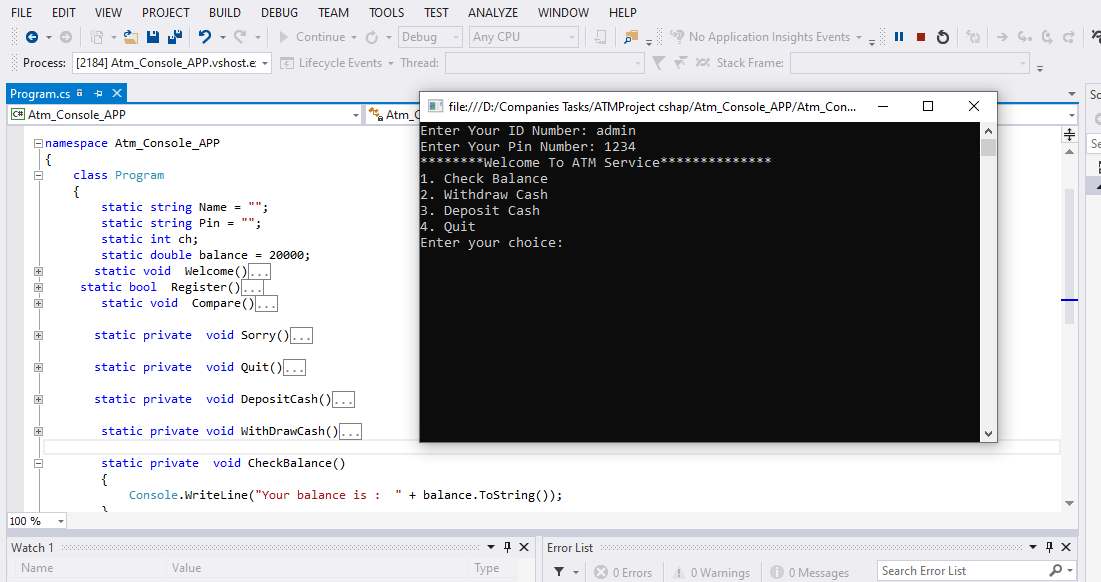 FILE EDIT VIEW PROJECT BUILD DEBUG TEAM TOOLS TEST ANALYZE WINDOW HELP
Continue Debug Any CPU No Application Insights Events
Process: [2184] Atm_Console_APP.vshost.e Lifecycle Events Thread: Stack Frame:
Program.cs
C# Atm_Console_APP Atm_C
file:///D:/Companies Tasks/ATMProject cshap/Atm_Console_APP/Atm_Con...
Enter Your ID Number: admin
Enter Your Pin Number: 1234
********Welcome To ATM Service**************
1. Check Balance
2. Withdraw Cash
3. Deposit Cash
4. Quit
Enter your choice:
namespace Atm_Console_APP
{
class Program
{
static string Name = "";
static string Pin = "";
static int ch;
static double balance = 20000;
static void  Welcome()...
static bool  Register()...
static void  Compare()...
static private  void Sorry()...
static private  void Quit()...
static private  void DepositCash()...
static private void WithDrawCash()...
static private  void CheckBalance()
{
Console.WriteLine("Your balance is :  " + balance.ToString());
}
100 %
Watch 1
Name Value Type
Error List
0 Errors 0 Warnings 0 Messages Search Error List